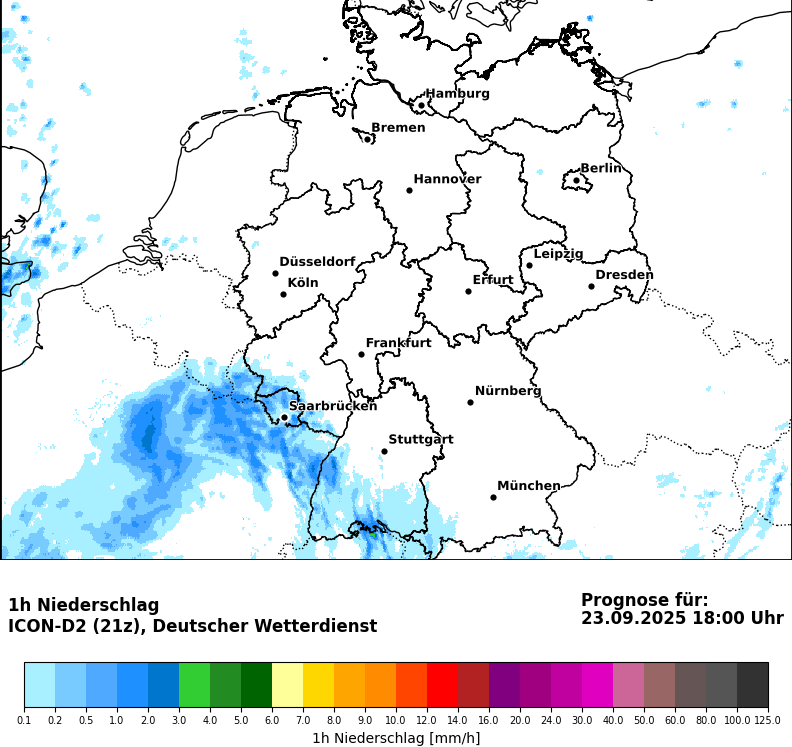 Hamburg
Bremen
Berlin
Hannover
Leipzig
Düsseldorf
Dresden
Köln
Erfurt
Frankfurt
Nürnberg
Saarbrücken
Stuttgart
München
1h Niederschlag
ICON-D2 (21z), Deutscher Wetterdienst
Prognose für:
23.09.2025 18:00 Uhr
0.1 0.2 0.5 1.0 2.0 3.0 4.0 5.0 6.0 7.0 8.0 9.0 10.0 12.0 14.0 16.0 20.0 24.0 30.0 40.0 50.0 60.0 80.0 100.0 125.0
1h Niederschlag [mm/h]